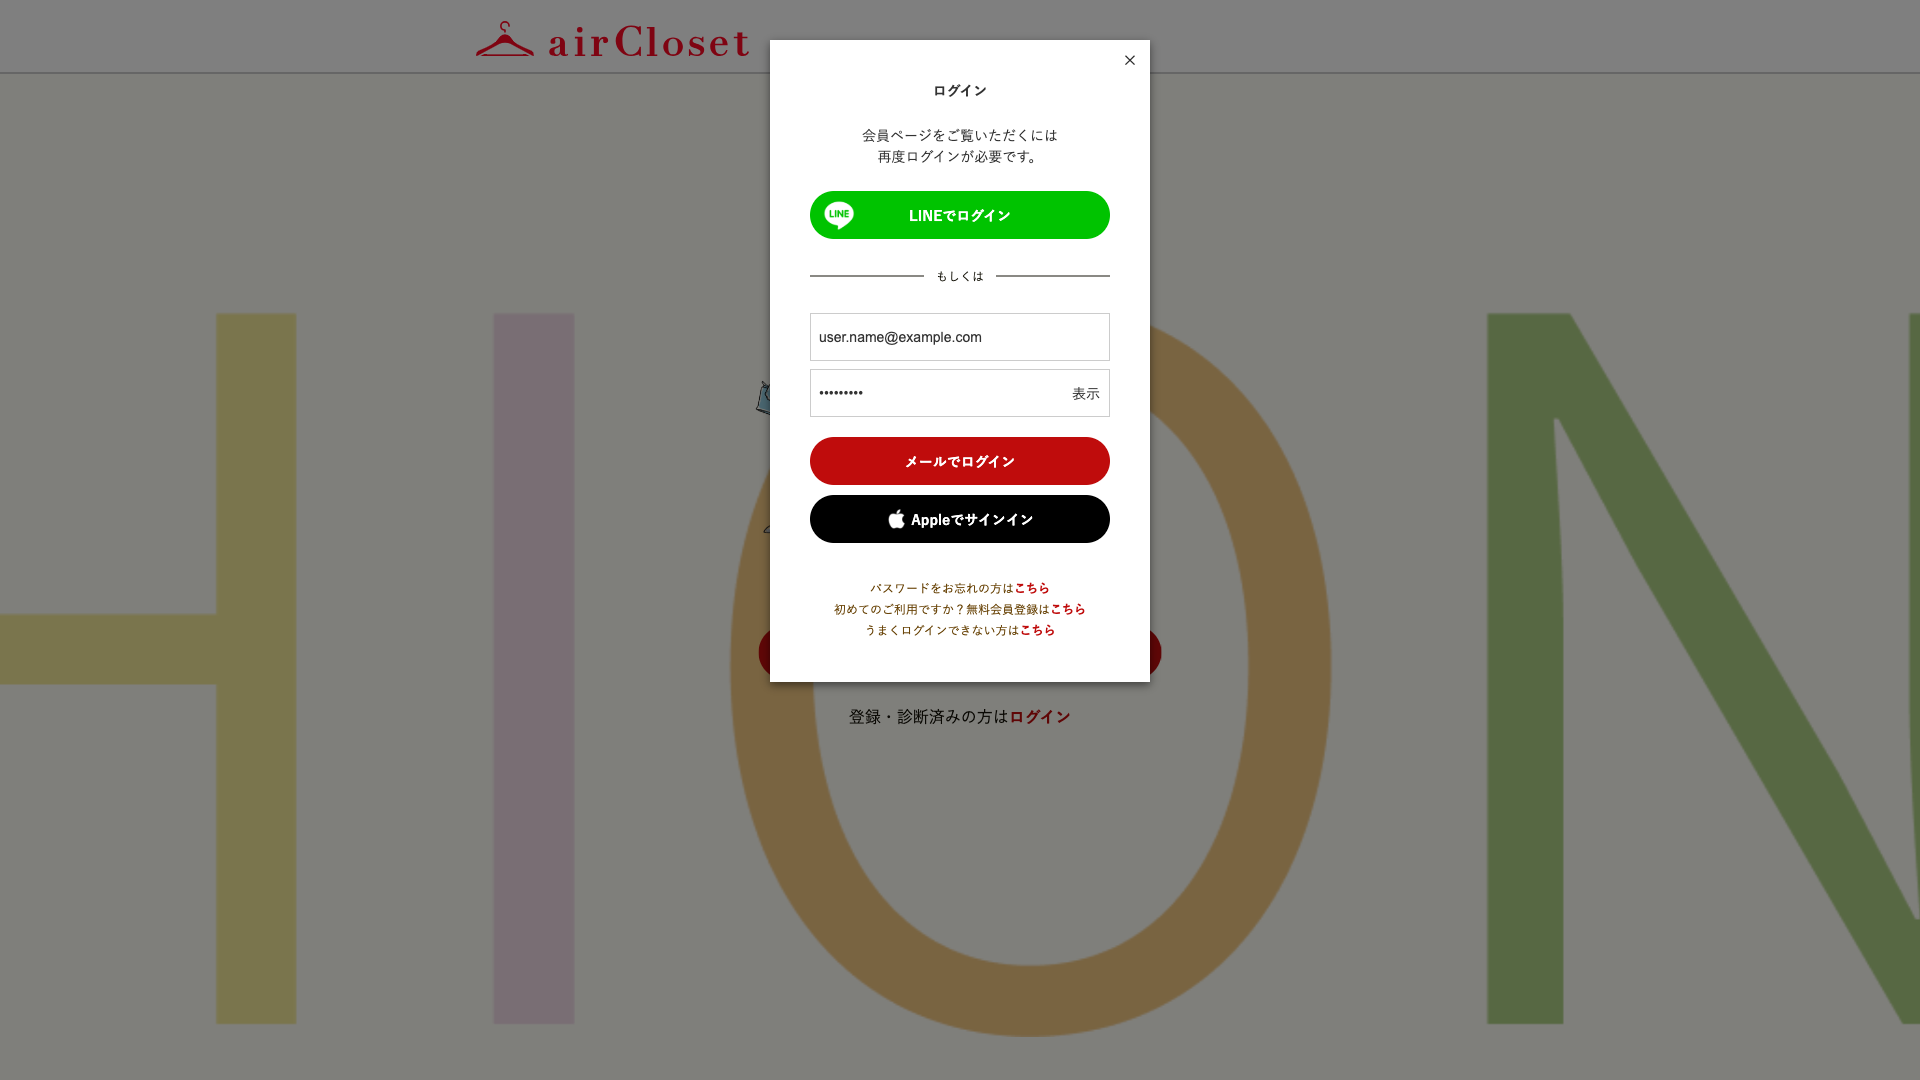 airCloset
ログイン
会員ページをご覧いただくには
再度ログインが必要です。
LINE
LINEでログイン
もしくは
user.name@example.com
•••••••••
表示
メールでログイン
Appleでサインイン
パスワードをお忘れの方はこちら
初めてのご利用ですか？無料会員登録はこちら
うまくログインできない方はこちら
登録・診断済みの方はログイン
HION